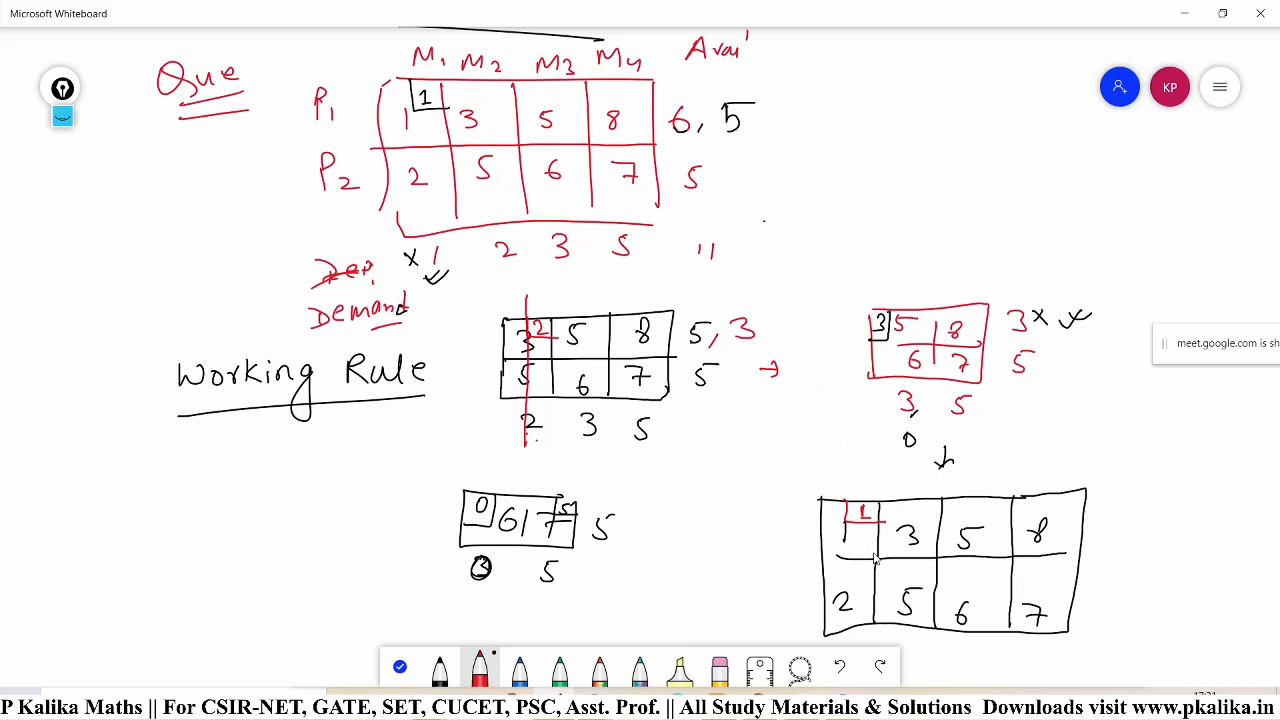 Microsoft Whiteboard
Que
M1 M2 M3 M4 Avai'
P1 1 1 3 5 8 6, 5
P2 2 5 6 7 5
x 1 2 3 5 11
Demand
KP
3 2 5 8 5, 3
5 6 7 5
2 3 5
3 5 8 3 x
6 7 5
3 5
0
meet.google.com is sh
Working Rule
0 6 7 5 5
5
1 1 3 5 8
2 5 6 7
P Kalika Maths || For CSIR-NET, GATE, SET, CUCET, PSC, Asst. Prof. || All Study Materials & Solutions Downloads visit www.pkalika.in